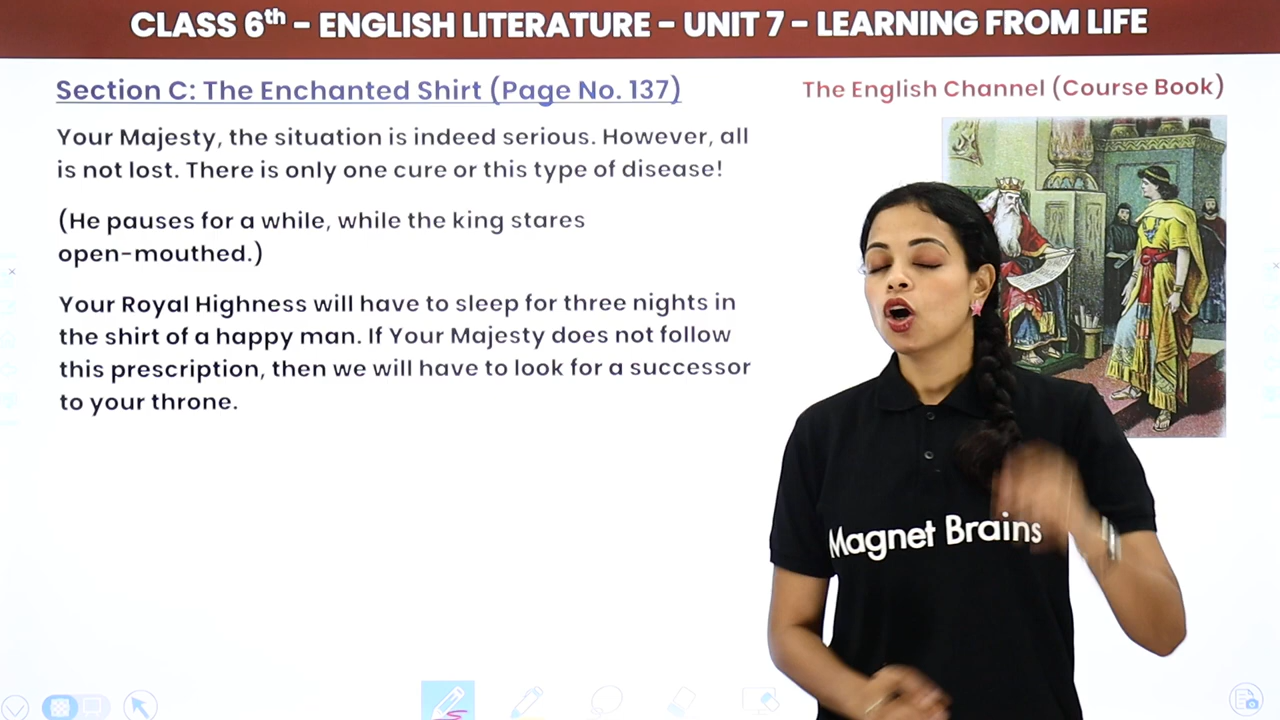 CLASS 6th – ENGLISH LITERATURE – UNIT 7 – LEARNING FROM LIFE
Section C: The Enchanted Shirt (Page No. 137)
The English Channel (Course Book)
Your Majesty, the situation is indeed serious. However, all
is not lost. There is only one cure or this type of disease!
(He pauses for a while, while the king stares
open-mouthed.)
Your Royal Highness will have to sleep for three nights in
the shirt of a happy man. If Your Majesty does not follow
this prescription, then we will have to look for a successor
to your throne.
Magnet Brains